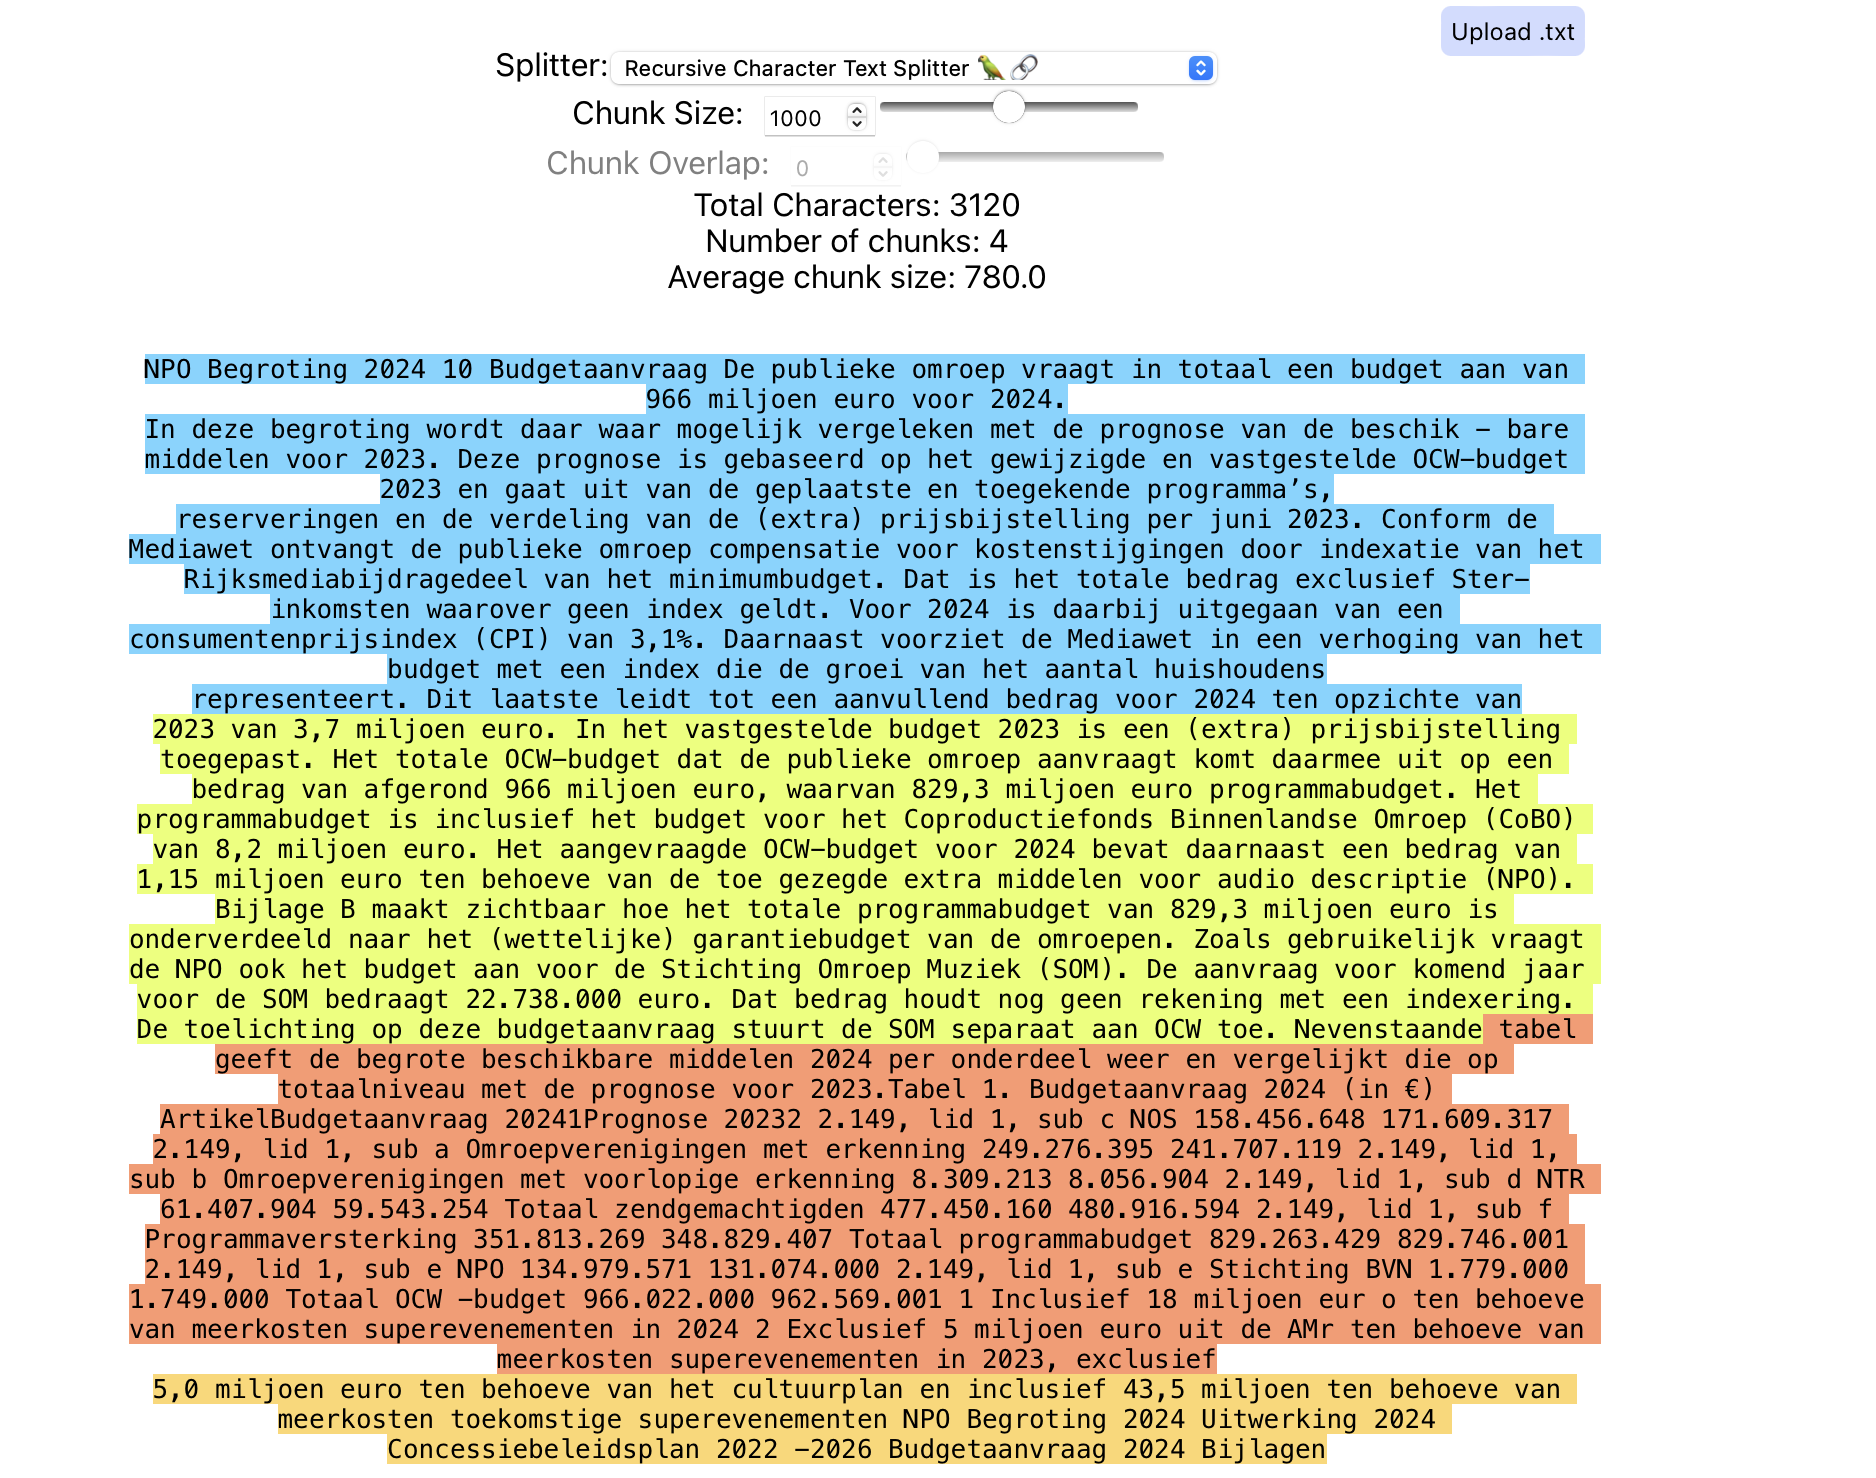 Upload .txt
Splitter: Recursive Character Text Splitter 🦜🔗
Chunk Size: 1000
Chunk Overlap: 0
Total Characters: 3120
Number of chunks: 4
Average chunk size: 780.0
NPO Begroting 2024 10 Budgetaanvraag De publieke omroep vraagt in totaal een budget aan van
966 miljoen euro voor 2024.
In deze begroting wordt daar waar mogelijk vergeleken met de prognose van de beschik – bare
middelen voor 2023. Deze prognose is gebaseerd op het gewijzigde en vastgestelde OCW–budget
2023 en gaat uit van de geplaatste en toegekende programma’s,
reserveringen en de verdeling van de (extra) prijsbijstelling per juni 2023. Conform de
Mediawet ontvangt de publieke omroep compensatie voor kostenstijgingen door indexatie van het
Rijksmediabijdragedeel van het minimumbudget. Dat is het totale bedrag exclusief Ster–
inkomsten waarover geen index geldt. Voor 2024 is daarbij uitgegaan van een
consumentenprijsindex (CPI) van 3,1%. Daarnaast voorziet de Mediawet in een verhoging van het
budget met een index die de groei van het aantal huishoudens
representeert. Dit laatste leidt tot een aanvullend bedrag voor 2024 ten opzichte van
2023 van 3,7 miljoen euro. In het vastgestelde budget 2023 is een (extra) prijsbijstelling
toegepast. Het totale OCW–budget dat de publieke omroep aanvraagt komt daarmee uit op een
bedrag van afgerond 966 miljoen euro, waarvan 829,3 miljoen euro programmabudget. Het
programmabudget is inclusief het budget voor het Coproductiefonds Binnenlandse Omroep (CoBO)
van 8,2 miljoen euro. Het aangevraagde OCW–budget voor 2024 bevat daarnaast een bedrag van
1,15 miljoen euro ten behoeve van de toe gezegde extra middelen voor audio descriptie (NPO).
Bijlage B maakt zichtbaar hoe het totale programmabudget van 829,3 miljoen euro is
onderverdeeld naar het (wettelijke) garantiebudget van de omroepen. Zoals gebruikelijk vraagt
de NPO ook het budget aan voor de Stichting Omroep Muziek (SOM). De aanvraag voor komend jaar
voor de SOM bedraagt 22.738.000 euro. Dat bedrag houdt nog geen rekening met een indexering.
De toelichting op deze budgetaanvraag stuurt de SOM separaat aan OCW toe. Nevenstaande tabel
geeft de begrote beschikbare middelen 2024 per onderdeel weer en vergelijkt die op
totaalniveau met de prognose voor 2023.Tabel 1. Budgetaanvraag 2024 (in €)
ArtikelBudgetaanvraag 20241Prognose 20232 2.149, lid 1, sub c NOS 158.456.648 171.609.317
2.149, lid 1, sub a Omroepverenigingen met erkenning 249.276.395 241.707.119 2.149, lid 1,
sub b Omroepverenigingen met voorlopige erkenning 8.309.213 8.056.904 2.149, lid 1, sub d NTR
61.407.904 59.543.254 Totaal zendgemachtigden 477.450.160 480.916.594 2.149, lid 1, sub f
Programmaversterking 351.813.269 348.829.407 Totaal programmabudget 829.263.429 829.746.001
2.149, lid 1, sub e NPO 134.979.571 131.074.000 2.149, lid 1, sub e Stichting BVN 1.779.000
1.749.000 Totaal OCW –budget 966.022.000 962.569.001 1 Inclusief 18 miljoen eur o ten behoeve
van meerkosten superevenementen in 2024 2 Exclusief 5 miljoen euro uit de AMr ten behoeve van
meerkosten superevenementen in 2023, exclusief
5,0 miljoen euro ten behoeve van het cultuurplan en inclusief 43,5 miljoen ten behoeve van
meerkosten toekomstige superevenementen NPO Begroting 2024 Uitwerking 2024
Concessiebeleidsplan 2022 –2026 Budgetaanvraag 2024 Bijlagen